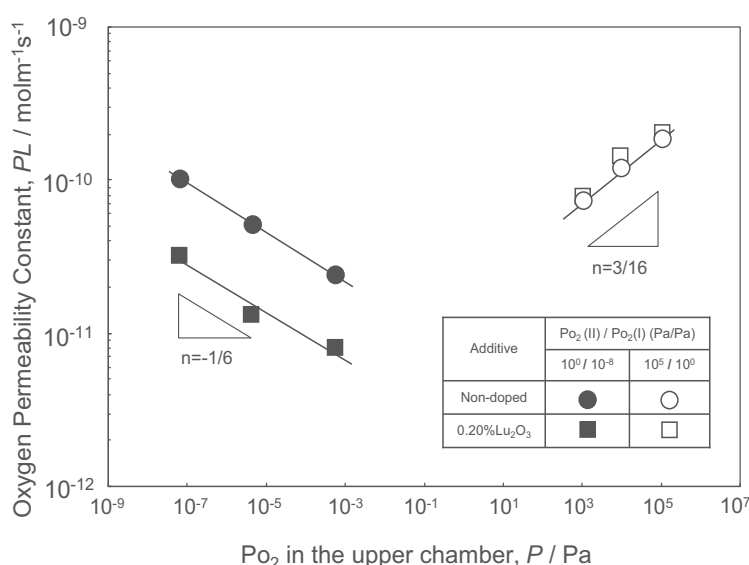 Oxygen Permeability Constant, PL / molm⁻¹s⁻¹
10⁻⁹
10⁻¹⁰
10⁻¹¹
10⁻¹²
n=-1/6
n=3/16
Additive
Po₂ (II) / Po₂(I) (Pa/Pa)
10⁰ / 10⁻⁸
10⁵ / 10⁰
Non-doped
0.20%Lu₂O₃
10⁻⁹ 10⁻⁷ 10⁻⁵ 10⁻³ 10⁻¹ 10¹ 10³ 10⁵ 10⁷
Po₂ in the upper chamber, P / Pa